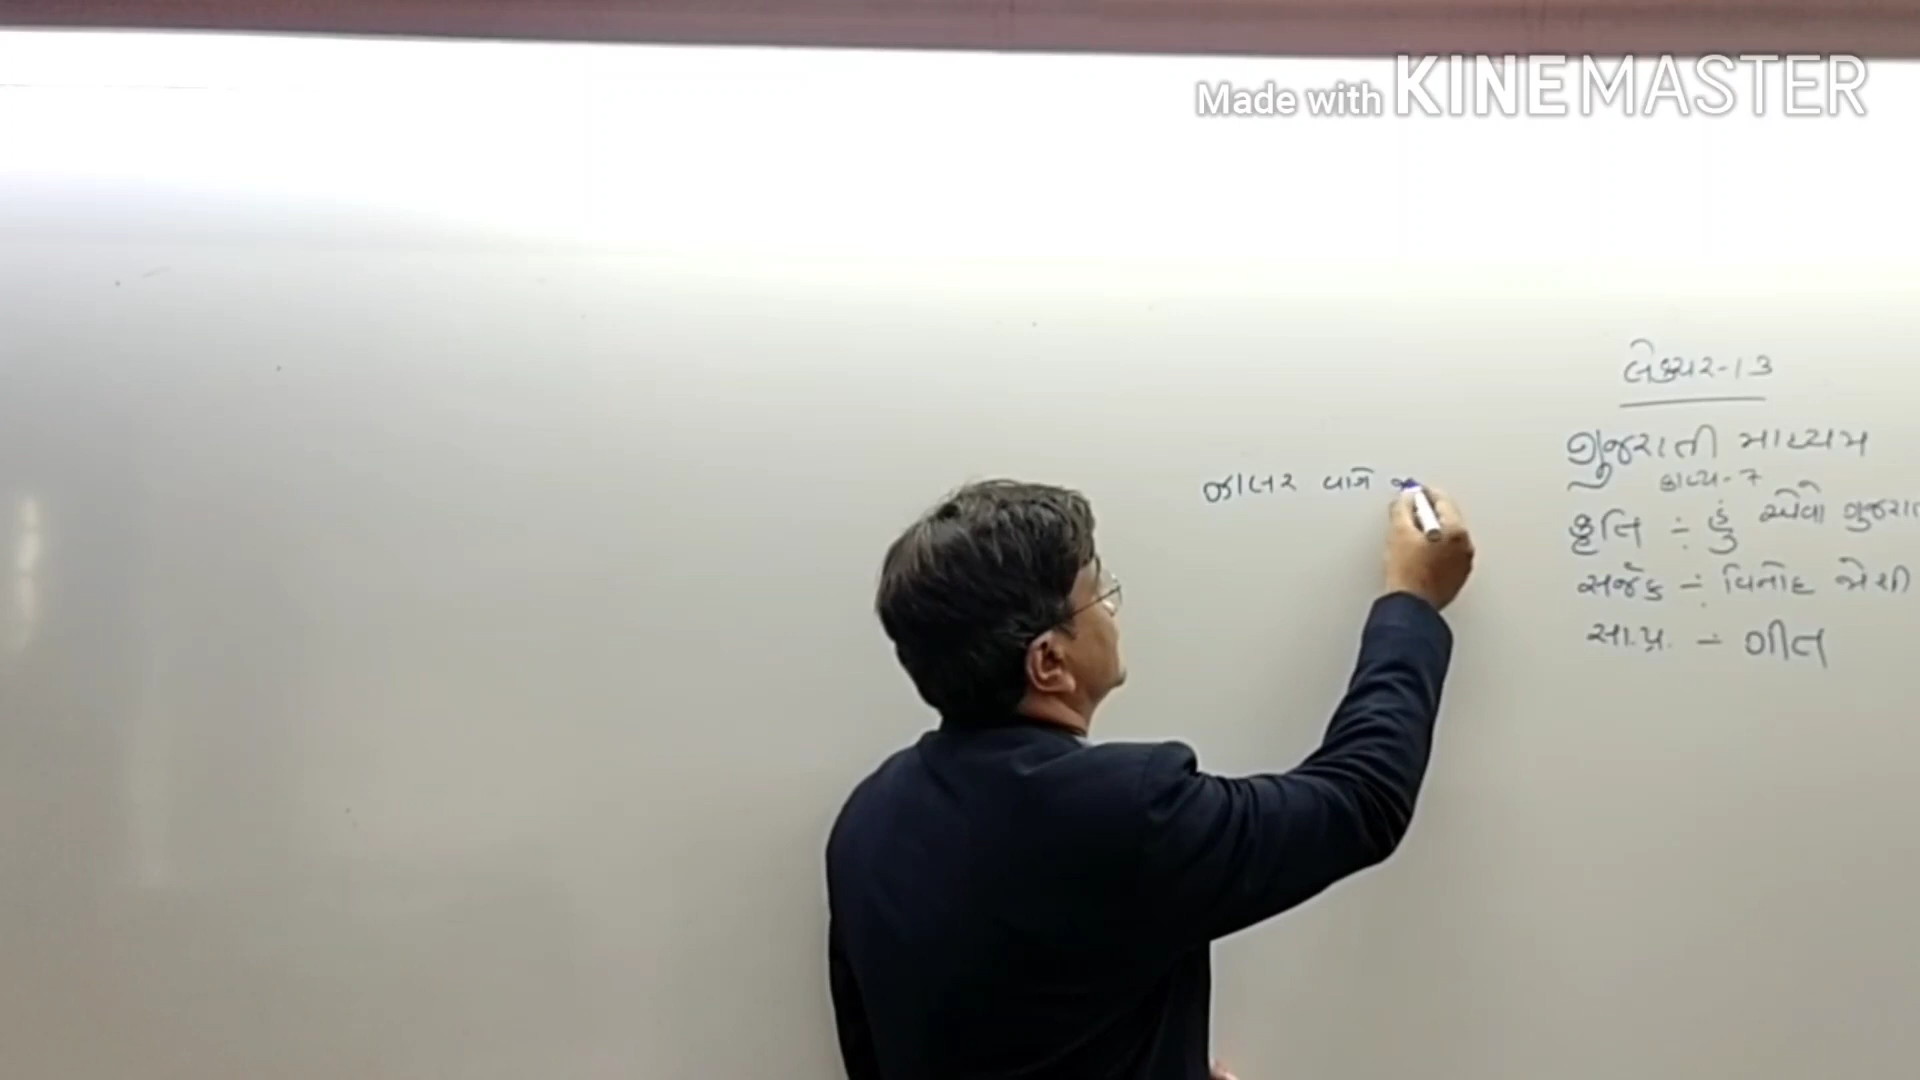 Made with KINEMASTER
લેક્ચર-13
ગુજરાતી માધ્યમ
કાવ્ય-7
કૃતિ ÷ હું એવો ગુજરા
સર્જક ÷ વિનોદ જોશી
સા.પ્ર. ÷ ગીત
ઝાલર વાગે